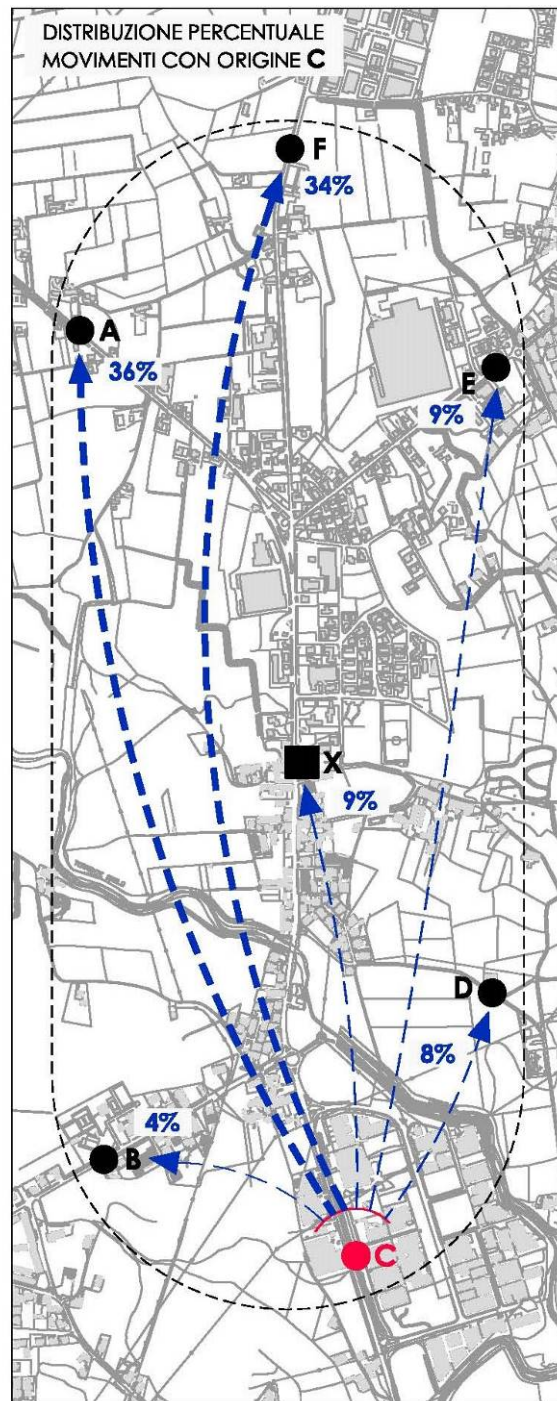 DISTRIBUZIONE PERCENTUALE
MOVIMENTI CON ORIGINE C
F
34%
A
36%
E
9%
X
9%
D
8%
4%
B
C